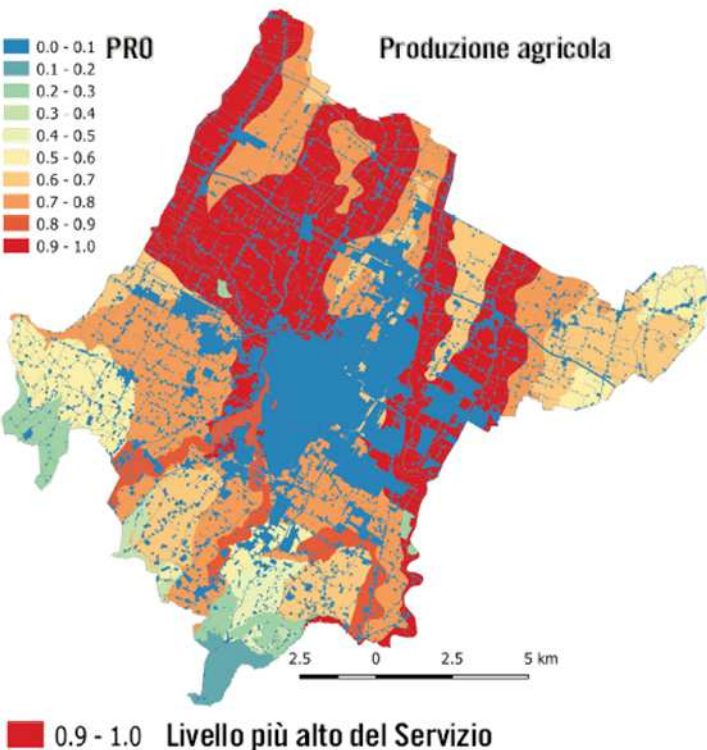 PRO
Produzione agricola
0.0 - 0.1
0.1 - 0.2
0.2 - 0.3
0.3 - 0.4
0.4 - 0.5
0.5 - 0.6
0.6 - 0.7
0.7 - 0.8
0.8 - 0.9
0.9 - 1.0
2.5 0 2.5 5 km
0.9 - 1.0 Livello più alto del Servizio